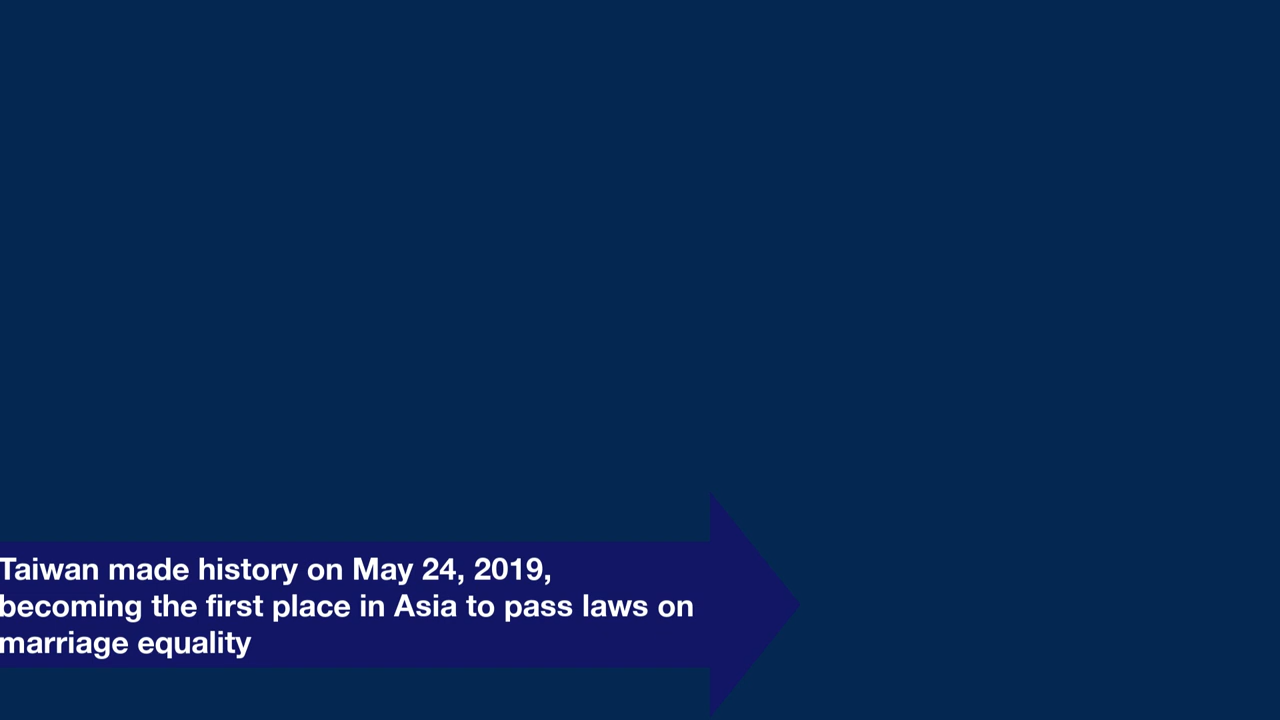 Taiwan made history on May 24, 2019,
becoming the first place in Asia to pass laws on
marriage equality